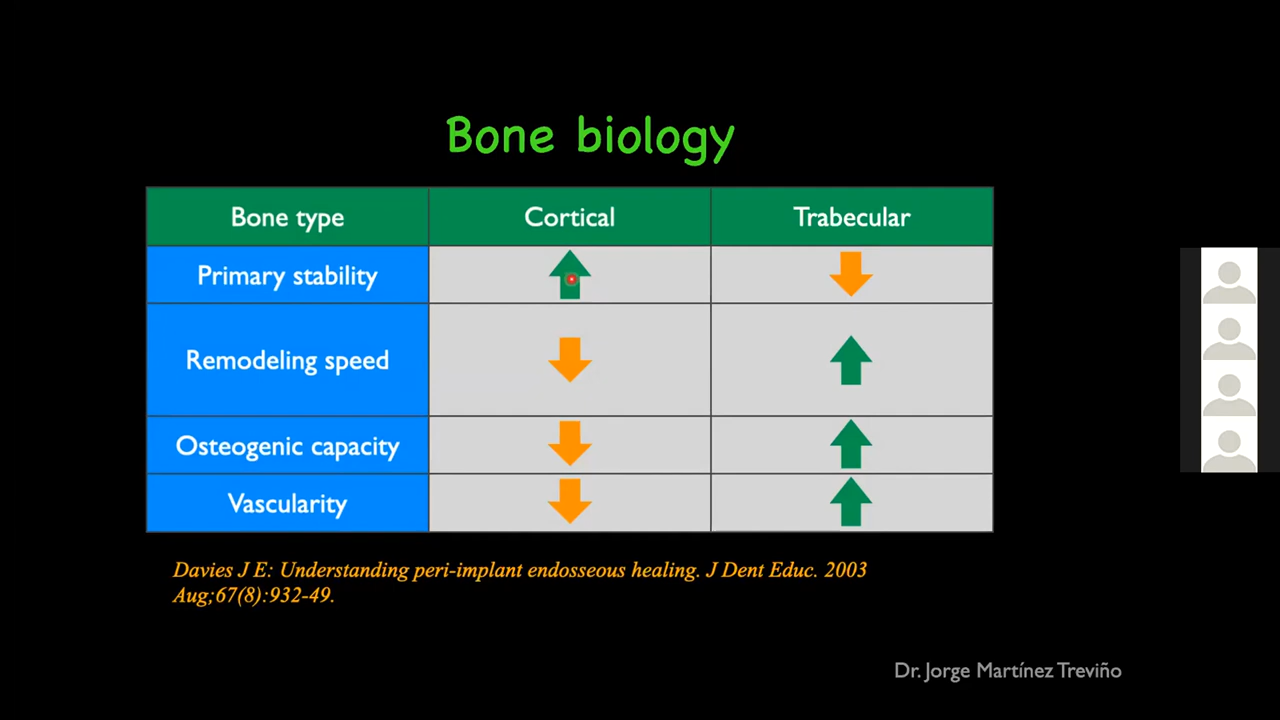 Bone biology
Bone type Cortical Trabecular
Primary stability
Remodeling speed
Osteogenic capacity
Vascularity
Davies J E: Understanding peri-implant endosseous healing. J Dent Educ. 2003
Aug;67(8):932-49.
Dr. Jorge Martínez Treviño